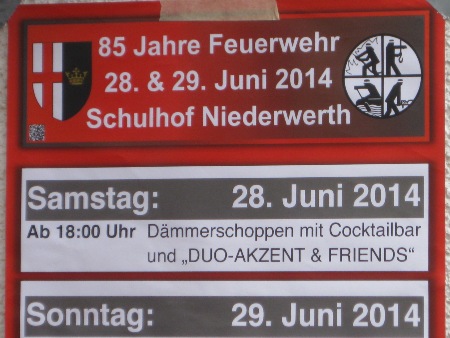 85 Jahre Feuerwehr
28. & 29. Juni 2014
Schulhof Niederwerth
Samstag: 28. Juni 2014
Ab 18:00 Uhr Dämmerschoppen mit Cocktailbar
und „DUO-AKZENT & FRIENDS“
Sonntag: 29. Juni 2014